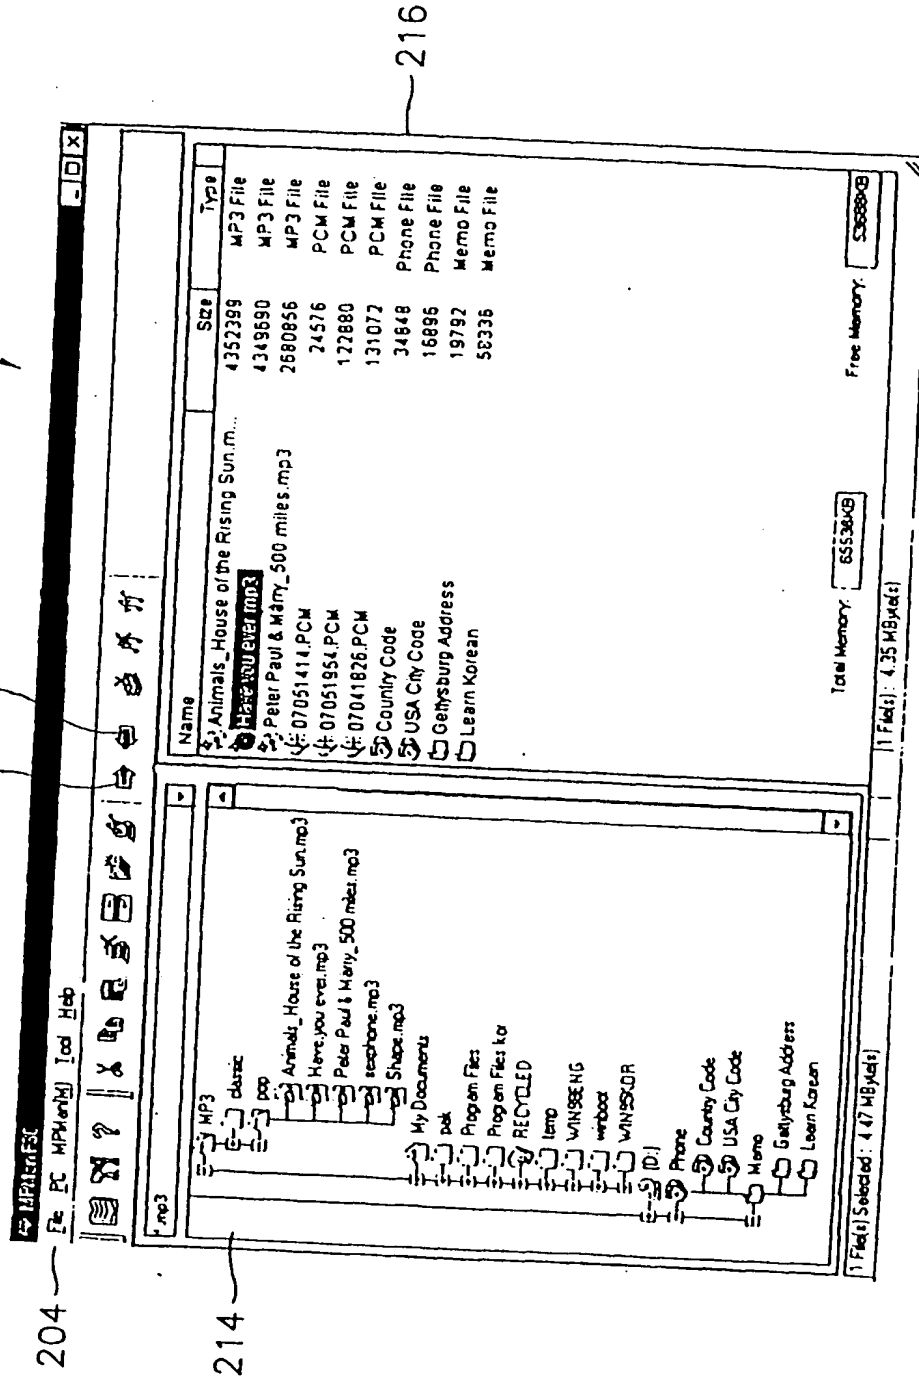 204
File PC MPMan(M) Tool Help
*.mp3
214
MP3
classic
pop
Animals_House of the Rising Sun.mp3
Have you ever.mp3
Peter Paul & Marry_500 miles.mp3
sexophone.mp3
Shape.mp3
My Documents
pak
Program Files
Program Files kor
RECYCLED
temp
WIN98ENG
winboot
WIN95KOR
(D:)
Phone
Country Code
USA City Code
Memo
Gettysburg Address
Learn Korean
1 File(s) Selected : 4.47 MByte(s)
216
Name Size Type
Animals_House of the Rising Sun.m... 4352399 MP3 File
Have you ever.mp3 4349690 MP3 File
Peter Paul & Marry_500 miles.mp3 2680856 MP3 File
07051414.PCM 24576 PCM File
07051954.PCM 122880 PCM File
07041826.PCM 131072 PCM File
Country Code 34848 Phone File
USA City Code 16896 Phone File
Gettysburg Address 19792 Memo File
Learn Korean 58336 Memo File
Total Memory: 65536KB Free Memory: 53688KB
1 File(s) : 4.35 MByte(s)